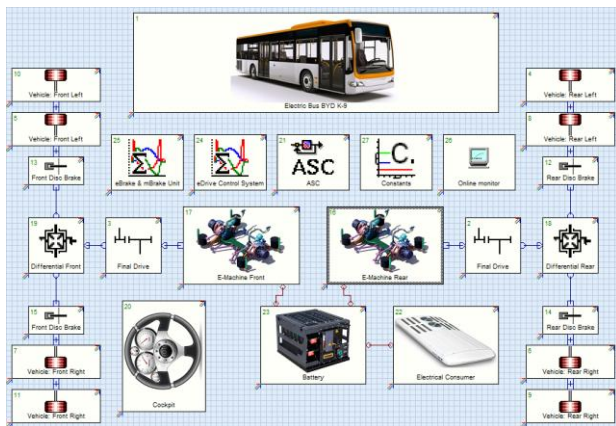 1
Electric Bus BYD K-9
10
Vehicle: Front Left
4
Vehicle: Rear Left
5
Vehicle: Front Left
8
Vehicle: Rear Left
25
eBrake & mBrake Unit
24
eDrive Control System
21
ASC
ASC
27
C.
Constants
26
Online monitor
13
Front Disc Brake
12
Rear Disc Brake
19
Differential Front
3
Final Drive
17
E-Machine Front
16
E-Machine Rear
2
Final Drive
18
Differential Rear
15
Front Disc Brake
20
Cockpit
23
Battery
22
Electrical Consumer
14
Rear Disc Brake
7
Vehicle: Front Right
6
Vehicle: Rear Right
11
Vehicle: Front Right
9
Vehicle: Rear Right